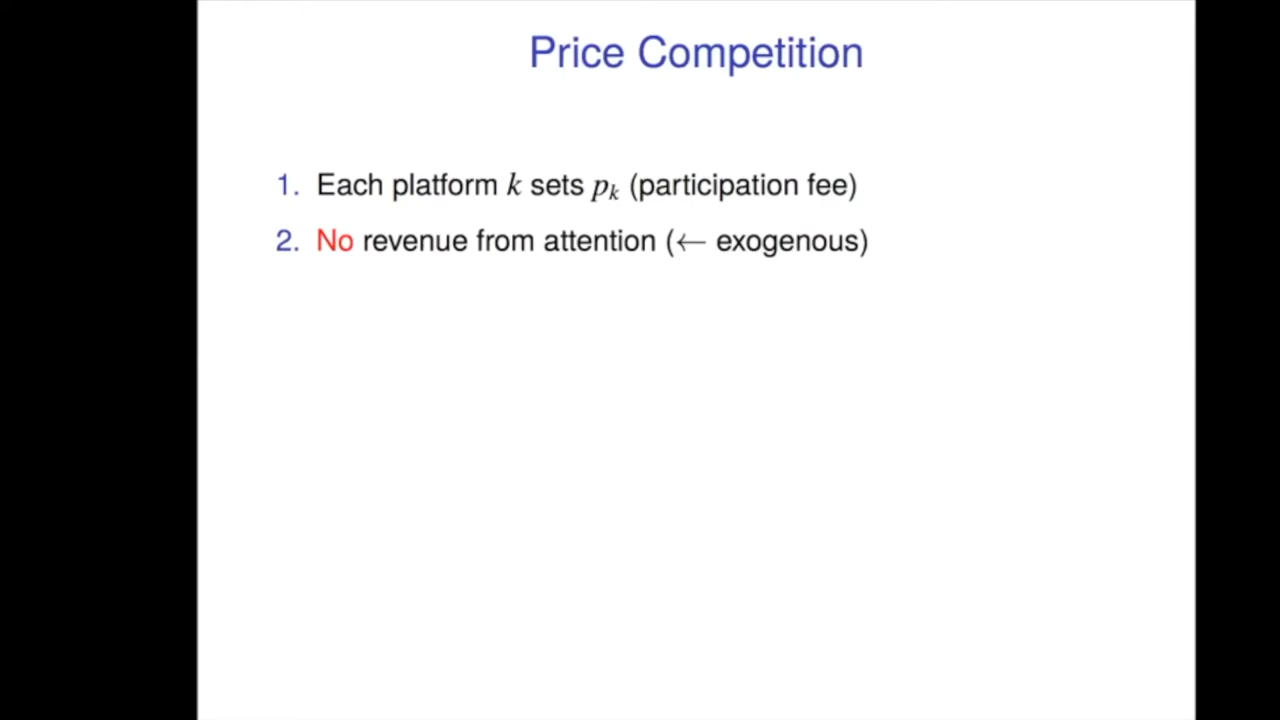 Price Competition
1. Each platform k sets pₖ (participation fee)
2. No revenue from attention (← exogenous)